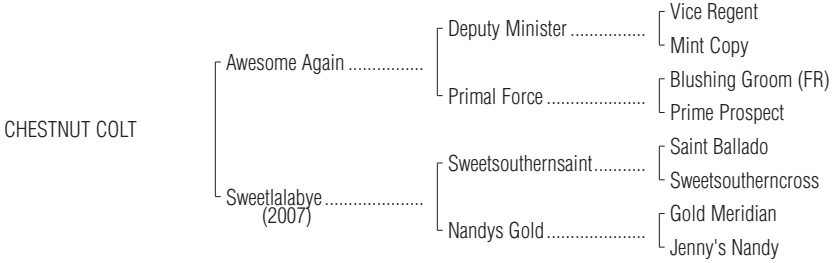 Vice Regent
Deputy Minister ................
Mint Copy
Awesome Again ................
Blushing Groom (FR)
Primal Force .....................
Prime Prospect
CHESTNUT COLT
Saint Ballado
Sweetsouthernsaint...........
Sweetsoutherncross
Sweetlalabye .....................
(2007)
Gold Meridian
Nandys Gold .....................
Jenny's Nandy